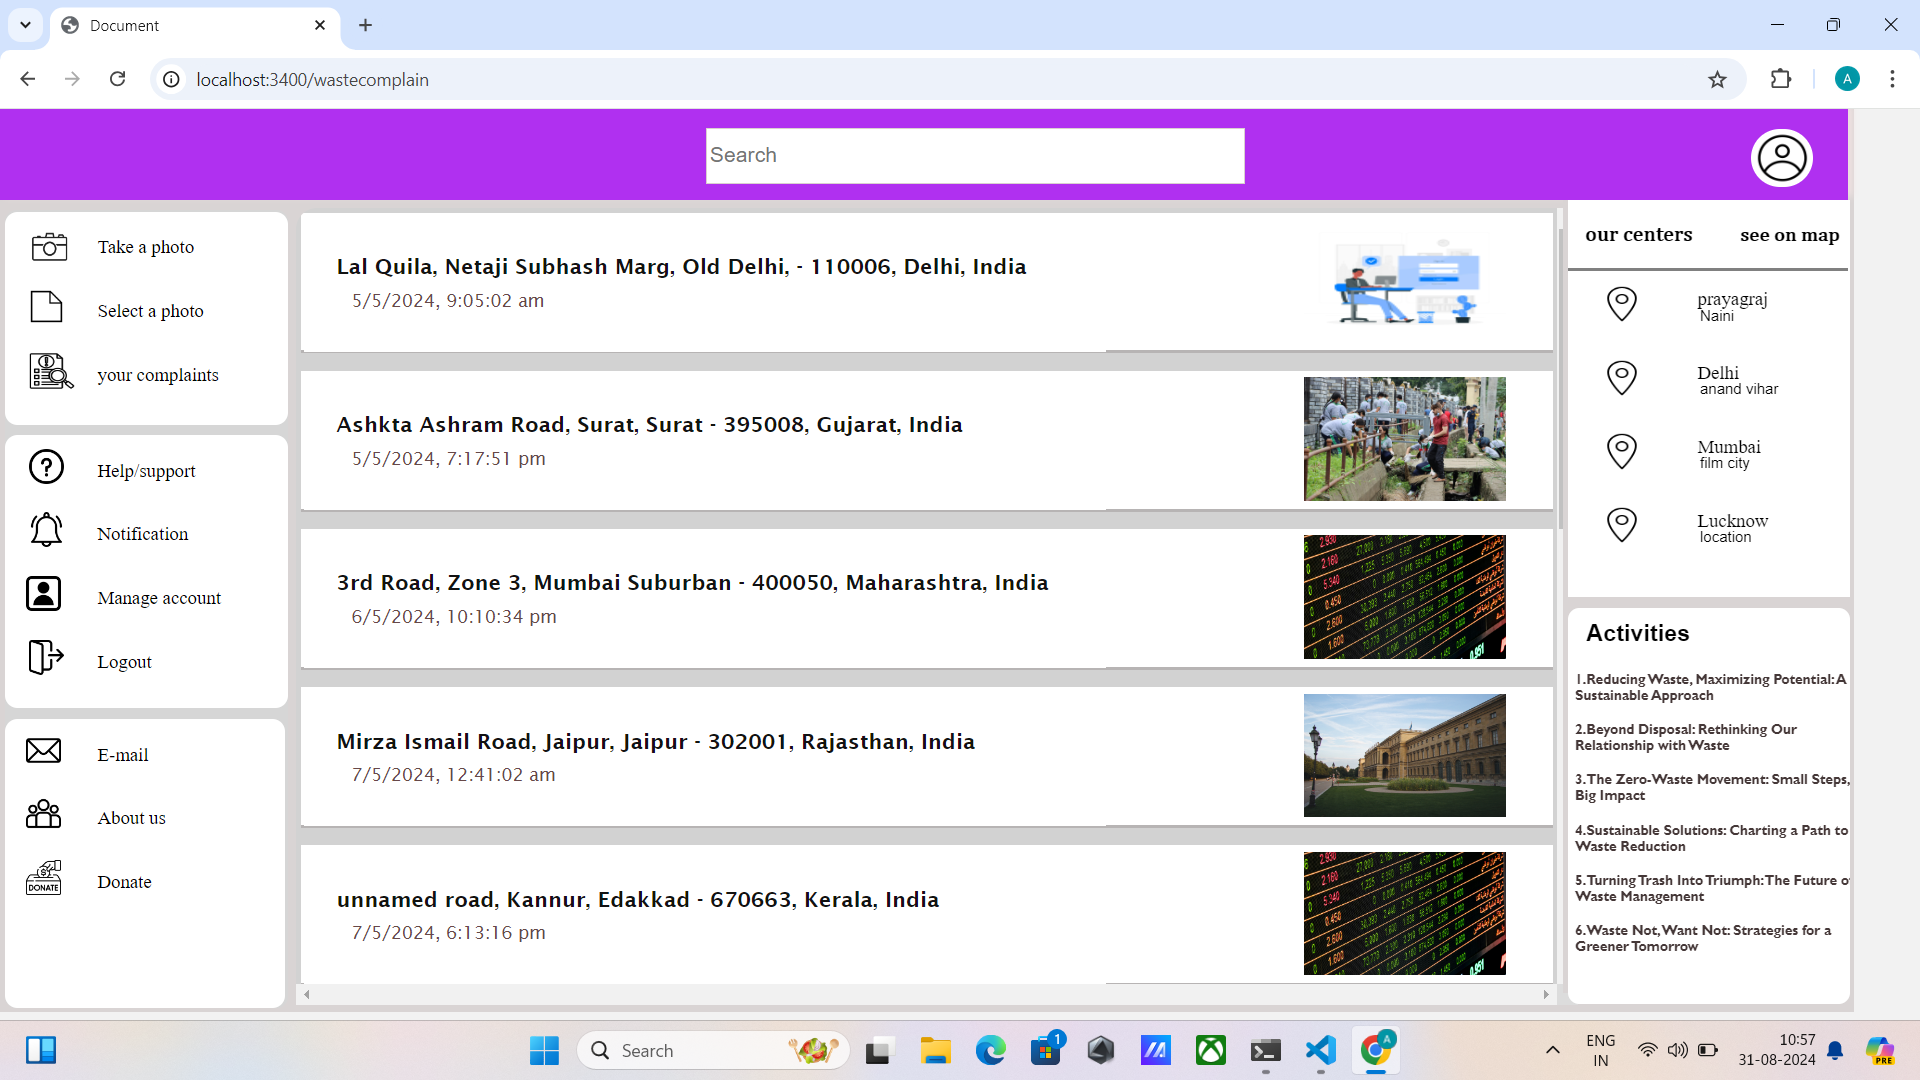 Document
localhost:3400/wastecomplain
A
Search
Take a photo
Select a photo
your complaints
Help/support
Notification
Manage account
Logout
E-mail
About us
DONATE
Donate
Lal Quila, Netaji Subhash Marg, Old Delhi, - 110006, Delhi, India
5/5/2024, 9:05:02 am
Ashkta Ashram Road, Surat, Surat - 395008, Gujarat, India
5/5/2024, 7:17:51 pm
3rd Road, Zone 3, Mumbai Suburban - 400050, Maharashtra, India
6/5/2024, 10:10:34 pm
Mirza Ismail Road, Jaipur, Jaipur - 302001, Rajasthan, India
7/5/2024, 12:41:02 am
unnamed road, Kannur, Edakkad - 670663, Kerala, India
7/5/2024, 6:13:16 pm
our centers see on map
prayagraj
Naini
Delhi
anand vihar
Mumbai
film city
Lucknow
location
Activities
1.Reducing Waste, Maximizing Potential: A
Sustainable Approach
2.Beyond Disposal: Rethinking Our
Relationship with Waste
3.The Zero-Waste Movement: Small Steps,
Big Impact
4.Sustainable Solutions: Charting a Path to
Waste Reduction
5.Turning Trash Into Triumph: The Future o
Waste Management
6.Waste Not, Want Not: Strategies for a
Greener Tomorrow
Search
1
A
ENG
IN
10:57
31-08-2024
PRE